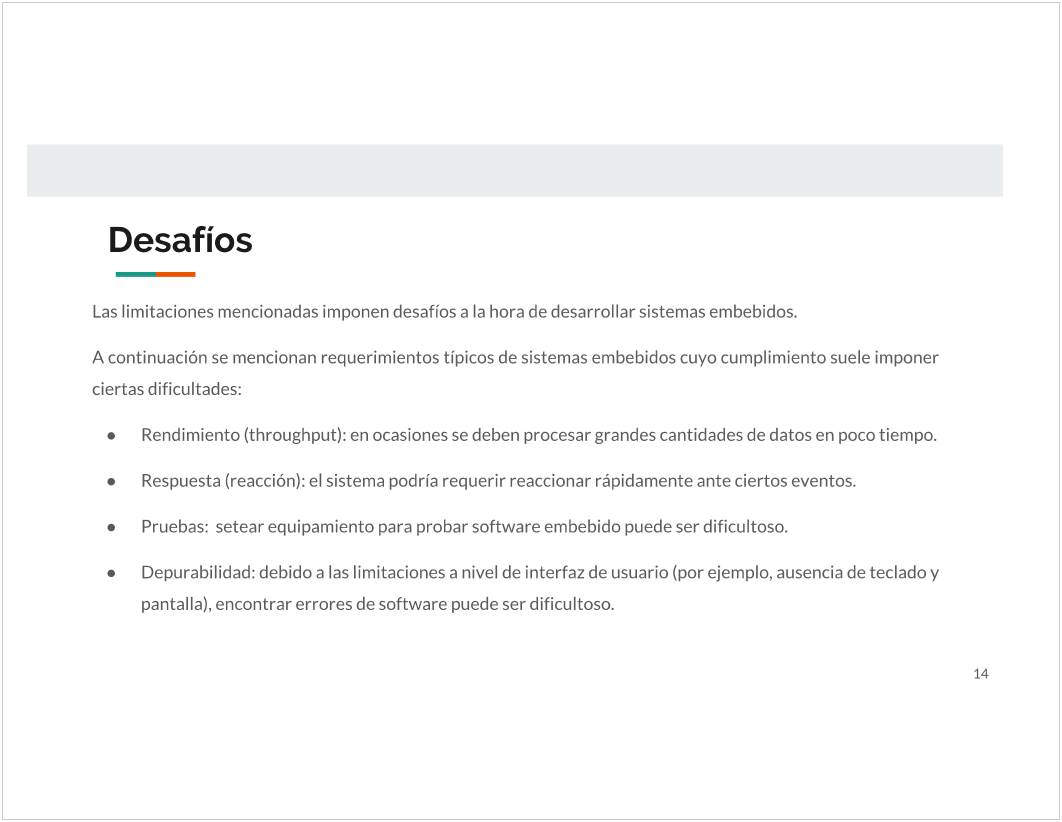 Desafíos
Las limitaciones mencionadas imponen desafíos a la hora de desarrollar sistemas embebidos.
A continuación se mencionan requerimientos típicos de sistemas embebidos cuyo cumplimiento suele imponer
ciertas dificultades:
● Rendimiento (throughput): en ocasiones se deben procesar grandes cantidades de datos en poco tiempo.
● Respuesta (reacción): el sistema podría requerir reaccionar rápidamente ante ciertos eventos.
● Pruebas:  setear equipamiento para probar software embebido puede ser dificultoso.
● Depurabilidad: debido a las limitaciones a nivel de interfaz de usuario (por ejemplo, ausencia de teclado y
pantalla), encontrar errores de software puede ser dificultoso.
14